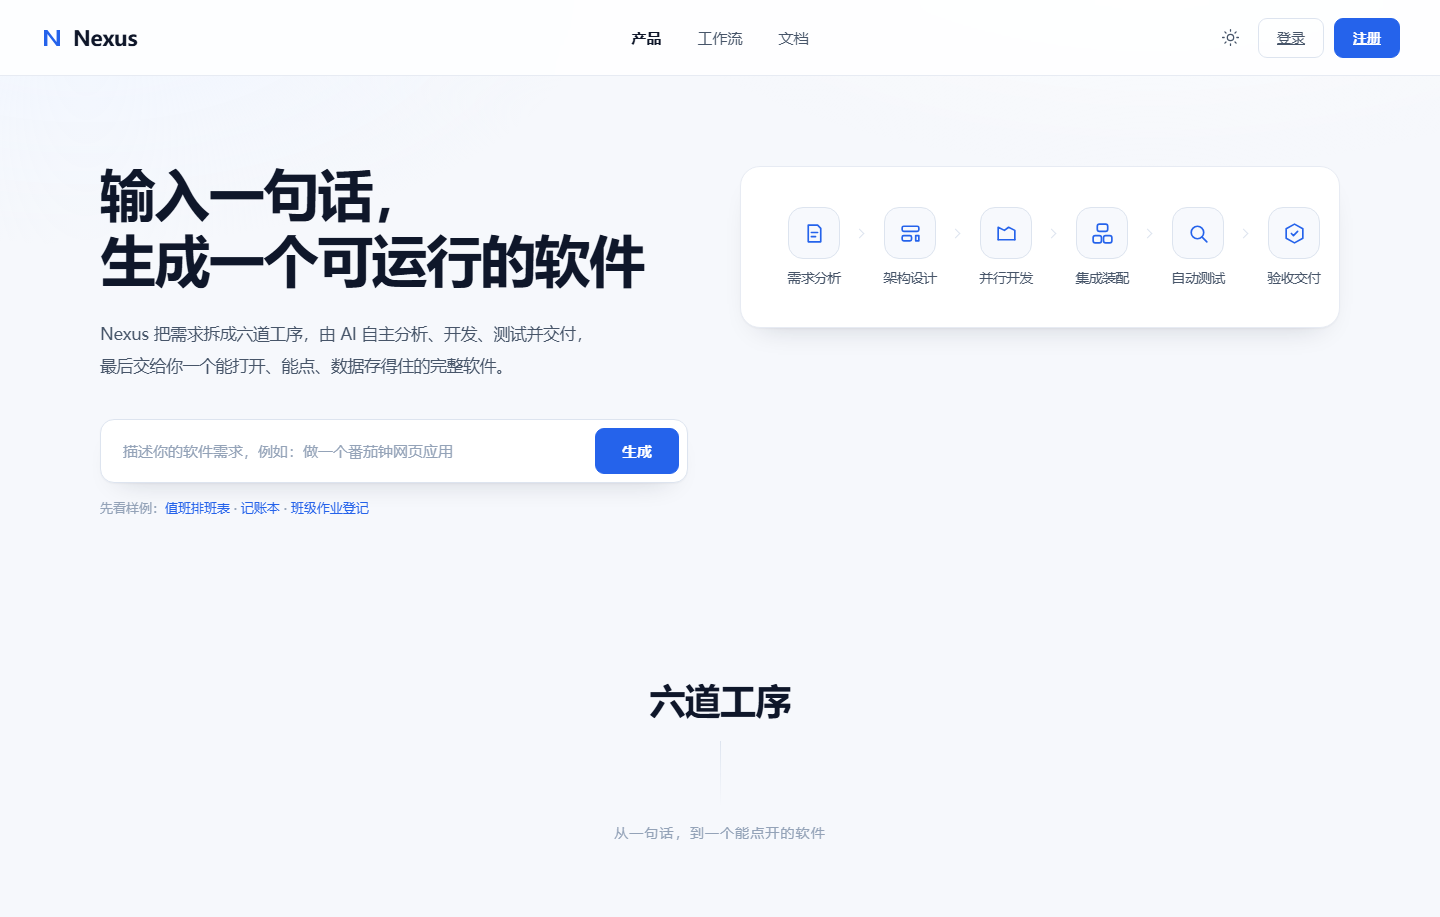 N Nexus
产品 工作流 文档
登录 注册
输入一句话，
生成一个可运行的软件
Nexus 把需求拆成六道工序，由 AI 自主分析、开发、测试并交付，
最后交给你一个能打开、能点、数据存得住的完整软件。
描述你的软件需求，例如：做一个番茄钟网页应用 生成
先看样例：值班排班表 · 记账本 · 班级作业登记
需求分析 架构设计 并行开发 集成装配 自动测试 验收交付
六道工序
从一句话，到一个能点开的软件